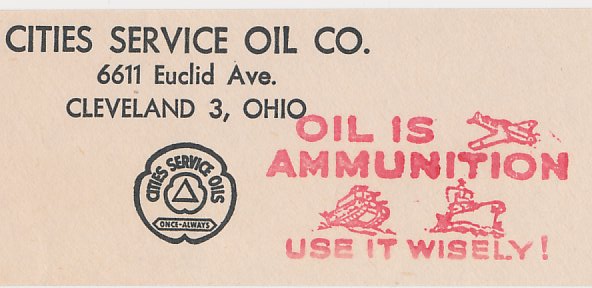 CITIES SERVICE OIL CO.
6611 Euclid Ave.
CLEVELAND 3, OHIO
CITIES SERVICE OILS
ONCE-ALWAYS
OIL IS
AMMUNITION
USE IT WISELY!